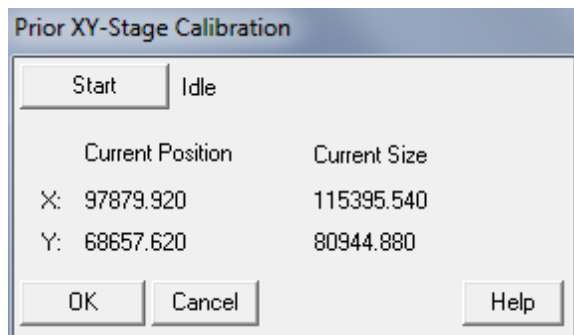 Prior XY-Stage Calibration
Start Idle
Current Position Current Size
X: 97879.920 115395.540
Y: 68657.620 80944.880
OK Cancel Help